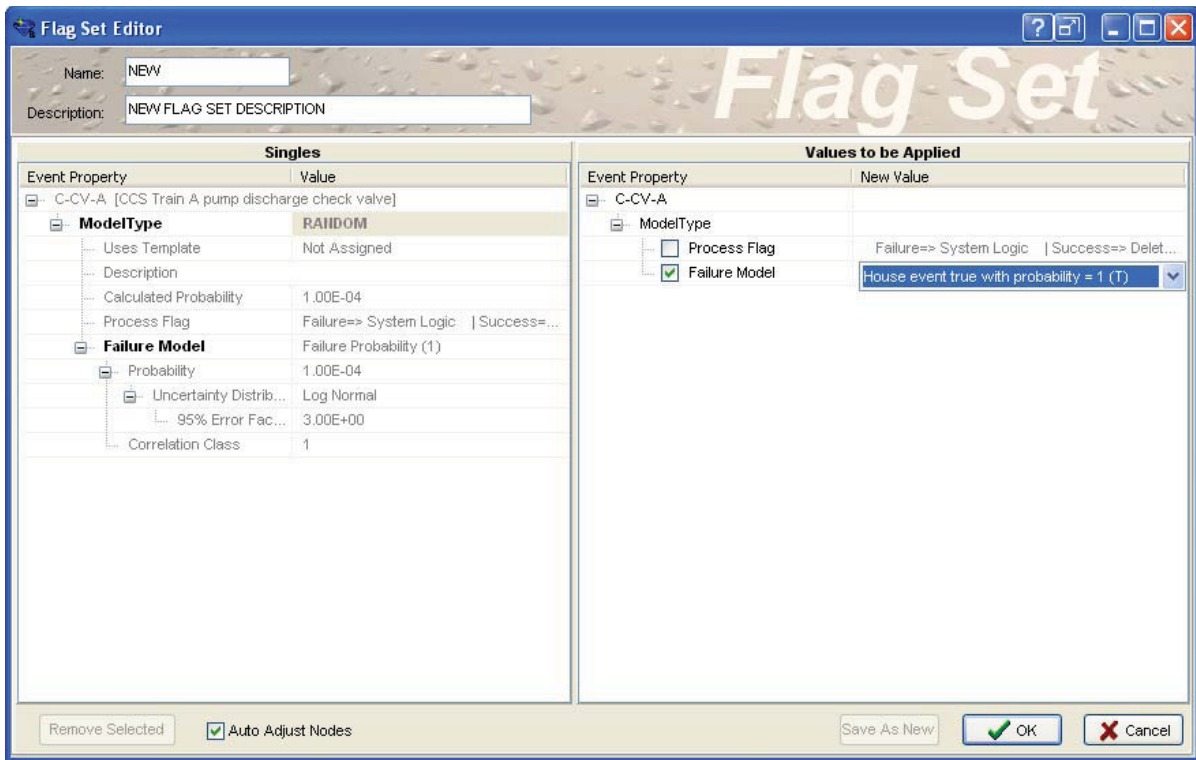 Flag Set Editor
Flag Set
Name: NEW
Description: NEW FLAG SET DESCRIPTION
Singles
Event Property Value
C-CV-A [CCS Train A pump discharge check valve]
ModelType RANDOM
Uses Template Not Assigned
Description
Calculated Probability 1.00E-04
Process Flag Failure=> System Logic | Success=...
Failure Model Failure Probability (1)
Probability 1.00E-04
Uncertainty Distrib... Log Normal
95% Error Fac... 3.00E+00
Correlation Class 1
Values to be Applied
Event Property New Value
C-CV-A
ModelType
Process Flag Failure=> System Logic | Success=> Delet...
Failure Model House event true with probability = 1 (T)
Remove Selected Auto Adjust Nodes Save As New OK Cancel